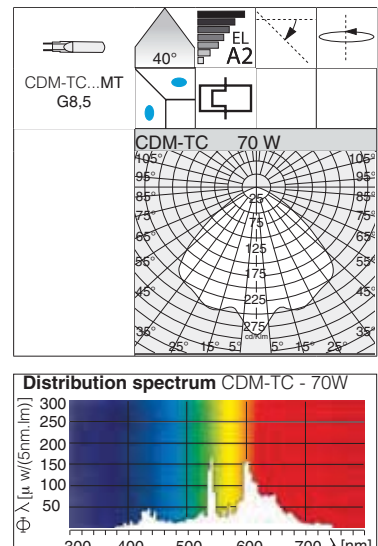 CDM-TC...MT
G8,5
40°
EL
A2
CDM-TC 70 W
105° 105°
95° 95°
85° 85°
75° 75°
65° 65°
55° 55°
45° 45°
35° 35°
25
75
125
175
225
275
cd/Klm
25° 15° 5° 5° 15° 25°
Distribution spectrum CDM-TC - 70W
300
250
200
150
100
50
λ [µ w/(5nm.lm)]
300 400 500 600 700 λ [nm]